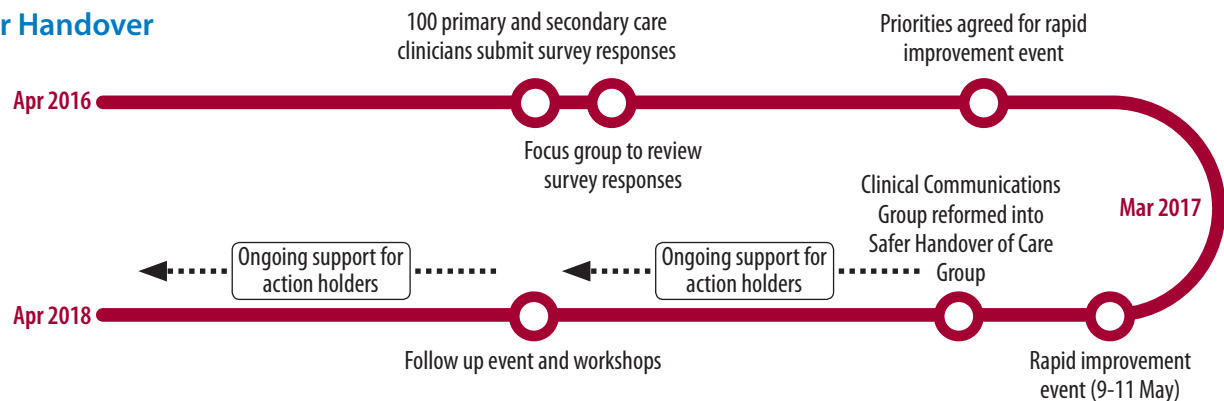 r Handover
100 primary and secondary care
clinicians submit survey responses
Priorities agreed for rapid
improvement event
Apr 2016
Focus group to review
survey responses
Mar 2017
Clinical Communications
Group reformed into
Safer Handover of Care
Group
Ongoing support for
action holders
Ongoing support for
action holders
Apr 2018
Follow up event and workshops
Rapid improvement
event (9-11 May)